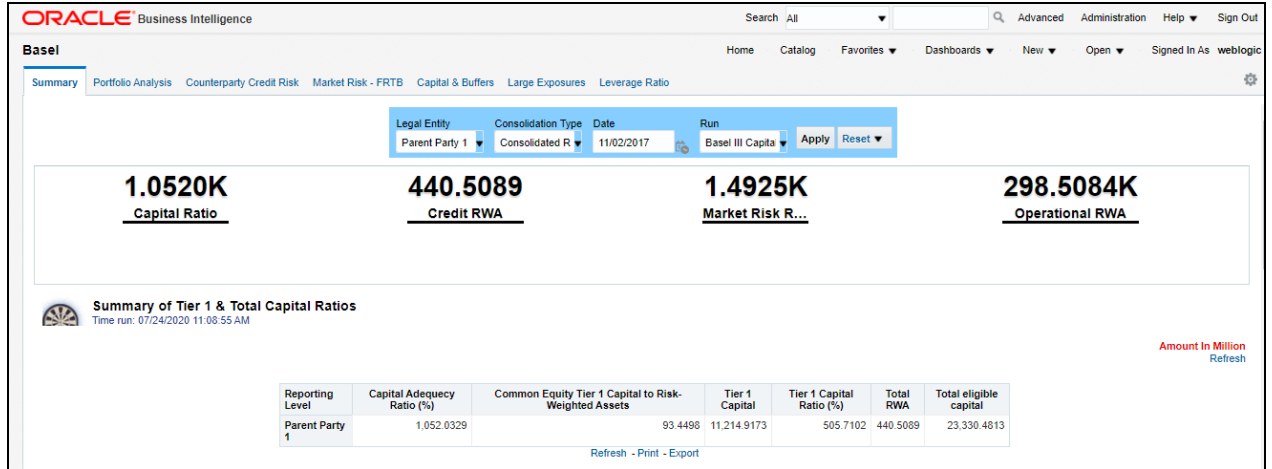 ORACLE Business Intelligence Search All Advanced Administration Help Sign Out
Basel Home Catalog Favorites Dashboards New Open Signed In As weblogic
Summary Portfolio Analysis Counterparty Credit Risk Market Risk - FRTB Capital & Buffers Large Exposures Leverage Ratio
Legal Entity Consolidation Type Date Run
Parent Party 1 Consolidated R 11/02/2017 Basel III Capital Apply Reset
1.0520K 440.5089 1.4925K 298.5084K
Capital Ratio Credit RWA Market Risk R... Operational RWA
Summary of Tier 1 & Total Capital Ratios
Time run: 07/24/2020 11:08:55 AM
Amount In Million
Refresh
Reporting Level Capital Adequecy Ratio (%) Common Equity Tier 1 Capital to Risk-Weighted Assets Tier 1 Capital Tier 1 Capital Ratio (%) Total RWA Total eligible capital
Parent Party 1 1,052.0329 93.4498 11,214.9173 505.7102 440.5089 23,330.4813
Refresh - Print - Export